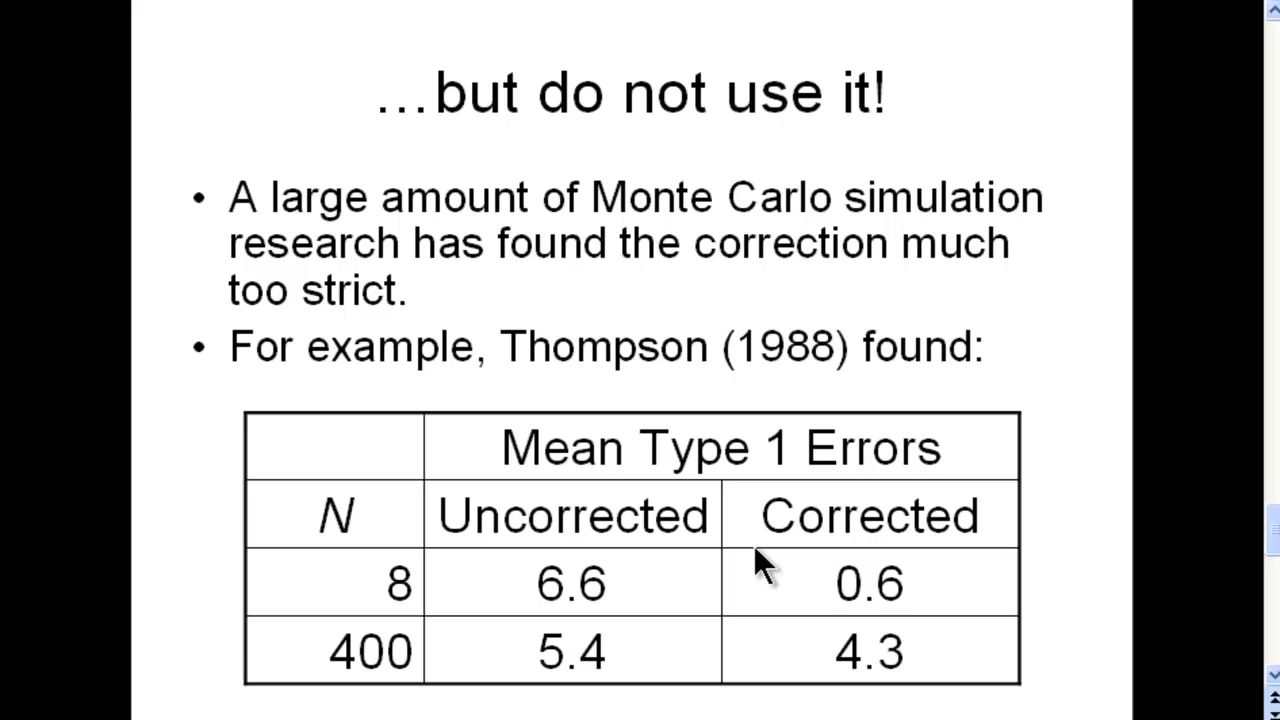 …but do not use it!
• A large amount of Monte Carlo simulation
research has found the correction much
too strict.
• For example, Thompson (1988) found:
Mean Type 1 Errors
N Uncorrected Corrected
8 6.6 0.6
400 5.4 4.3